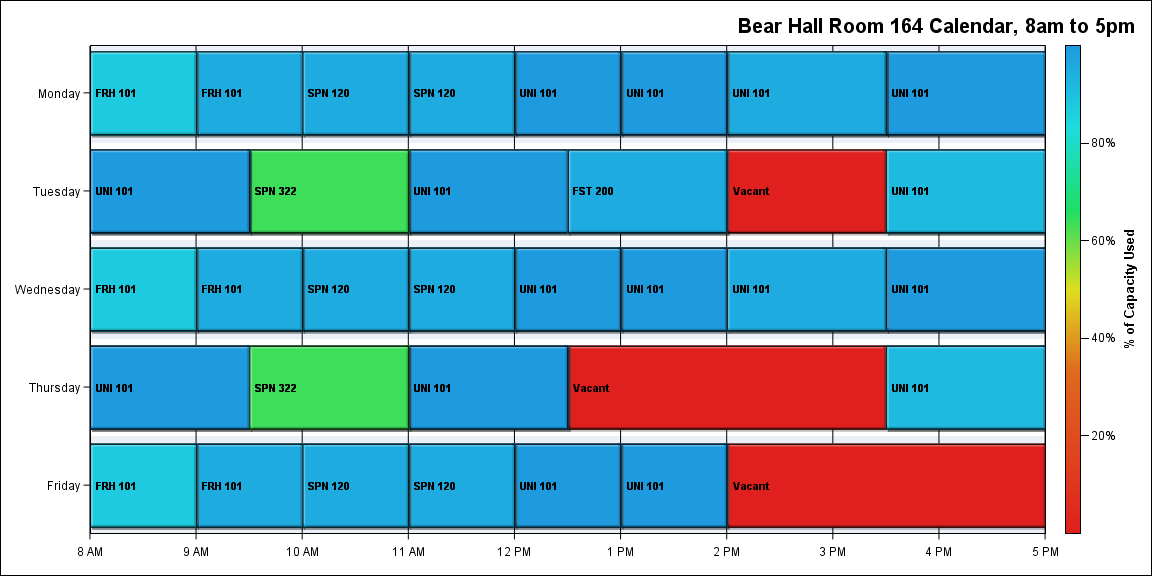 Bear Hall Room 164 Calendar, 8am to 5pm
Monday
FRH 101
FRH 101
SPN 120
SPN 120
UNI 101
UNI 101
UNI 101
UNI 101
Tuesday
UNI 101
SPN 322
UNI 101
FST 200
Vacant
UNI 101
Wednesday
FRH 101
FRH 101
SPN 120
SPN 120
UNI 101
UNI 101
UNI 101
UNI 101
Thursday
UNI 101
SPN 322
UNI 101
Vacant
UNI 101
Friday
FRH 101
FRH 101
SPN 120
SPN 120
UNI 101
UNI 101
Vacant
8 AM
9 AM
10 AM
11 AM
12 PM
1 PM
2 PM
3 PM
4 PM
5 PM
80%
60%
40%
20%
% of Capacity Used